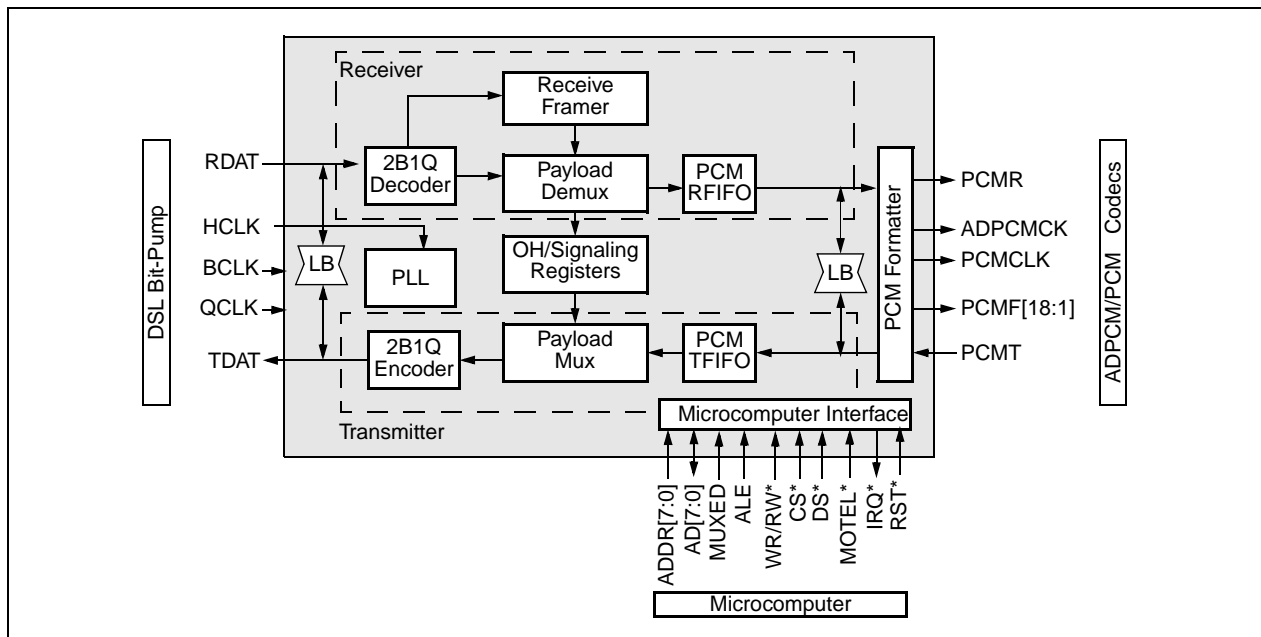 Receiver
Receive
Framer
DSL Bit-Pump
RDAT
2B1Q
Decoder
Payload
Demux
PCM
RFIFO
PCM Formatter
PCMR
ADPCM/PCM Codecs
HCLK
ADPCMCK
BCLK
LB
PLL
OH/Signaling
Registers
LB
PCMCLK
QCLK
PCMF[18:1]
TDAT
2B1Q
Encoder
Payload
Mux
PCM
TFIFO
PCMT
Transmitter
Microcomputer Interface
ADDR[7:0]
AD[7:0]
MUXED
ALE
WR/RW*
CS*
DS*
MOTEL*
IRQ*
RST*
Microcomputer